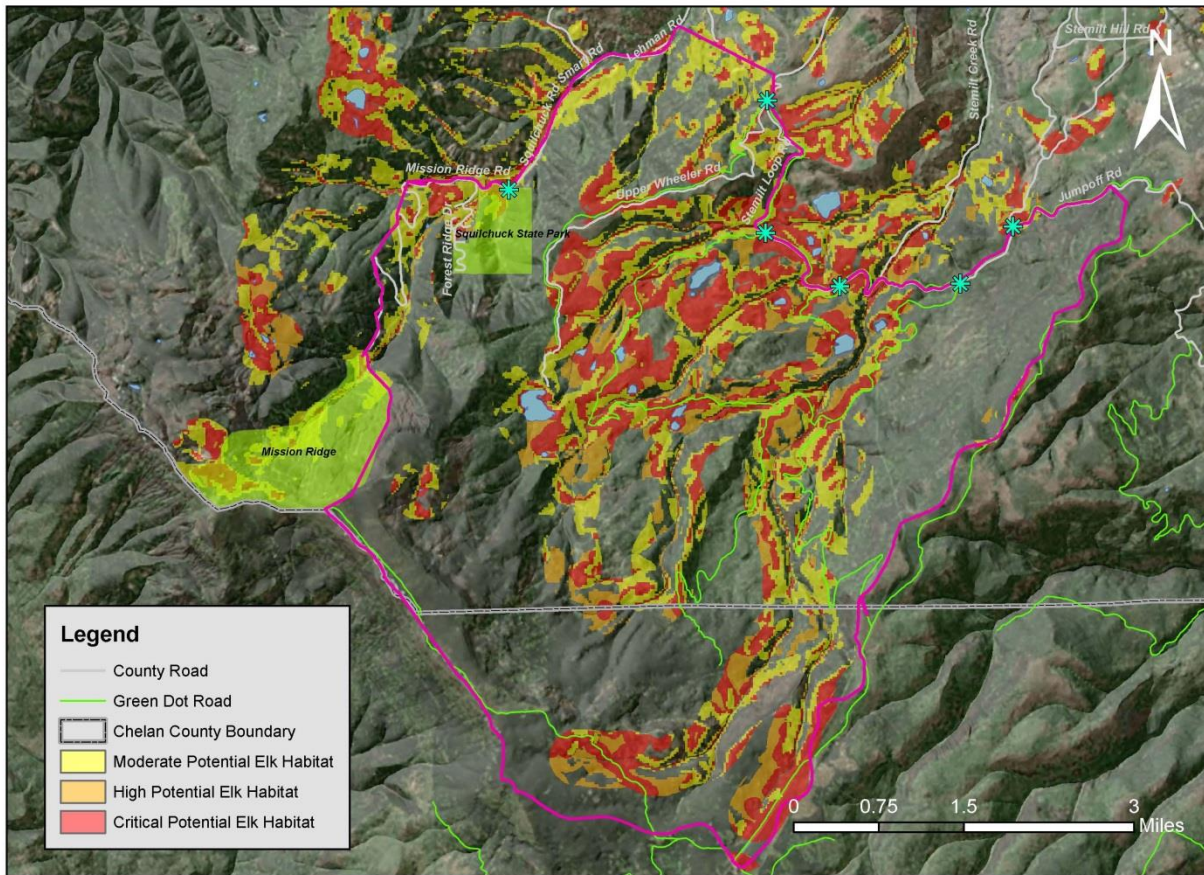 Stemilt Hill Rd
N
Lehman Rd
Squilchuck Rd Smart Rd
Stemilt Creek Rd
Mission Ridge Rd
Upper Wheeler Rd
Stemilt Loop Rd
Jumpoff Rd
Forest Ridge Dr
Squilchuck State Park
Mission Ridge
Legend
County Road
Green Dot Road
Chelan County Boundary
Moderate Potential Elk Habitat
High Potential Elk Habitat
Critical Potential Elk Habitat
0 0.75 1.5 3
Miles